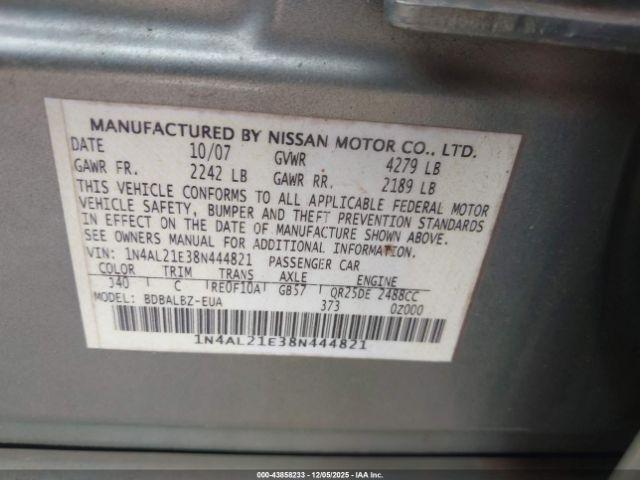 MANUFACTURED BY NISSAN MOTOR CO., LTD.
DATE 10/07 GVWR 4279 LB
GAWR FR. 2242 LB GAWR RR. 2189 LB
THIS VEHICLE CONFORMS TO ALL APPLICABLE FEDERAL MOTOR
VEHICLE SAFETY, BUMPER AND THEFT PREVENTION STANDARDS
IN EFFECT ON THE DATE OF MANUFACTURE SHOWN ABOVE.
SEE OWNERS MANUAL FOR ADDITIONAL INFORMATION.
VIN: 1N4AL21E38N444821 PASSENGER CAR
COLOR TRIM TRANS AXLE ENGINE
J40 C RE0F10A GB37 QR25DE 2488CC
MODEL: BDBALBZ-EUA 373 0Z000
1N4AL21E38N444821
000-43858233 - 12/05/2025 - IAA Inc.